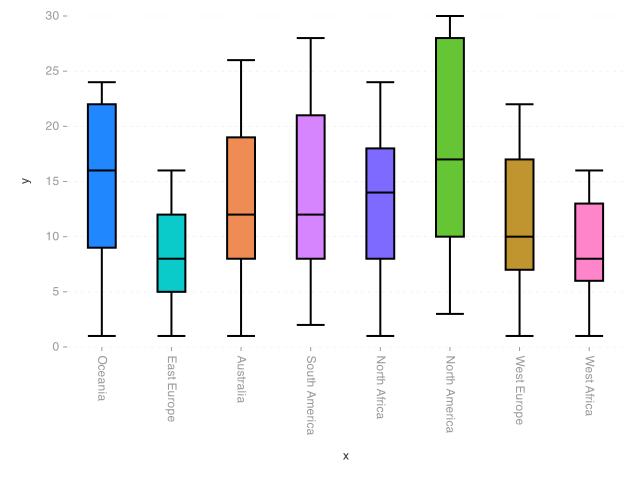 30
25
20
15
10
5
0
y
Oceania
East Europe
Australia
South America
North Africa
North America
West Europe
West Africa
x